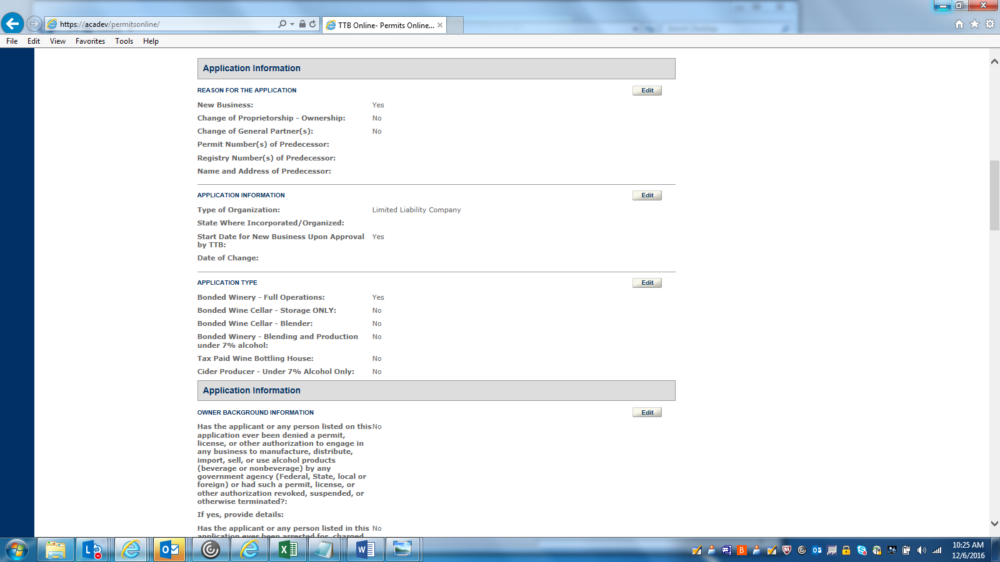 https://acadev/permitsonline/
TTB Online- Permits Online...
File Edit View Favorites Tools Help
Application Information
REASON FOR THE APPLICATION
Edit
New Business: Yes
Change of Proprietorship - Ownership: No
Change of General Partner(s): No
Permit Number(s) of Predecessor:
Registry Number(s) of Predecessor:
Name and Address of Predecessor:
APPLICATION INFORMATION
Edit
Type of Organization: Limited Liability Company
State Where Incorporated/Organized:
Start Date for New Business Upon Approval Yes
by TTB:
Date of Change:
APPLICATION TYPE
Edit
Bonded Winery - Full Operations: Yes
Bonded Wine Cellar - Storage ONLY: No
Bonded Wine Cellar - Blender: No
Bonded Winery - Blending and Production No
under 7% alcohol:
Tax Paid Wine Bottling House: No
Cider Producer - Under 7% Alcohol Only: No
Application Information
OWNER BACKGROUND INFORMATION
Edit
Has the applicant or any person listed on this No
application ever been denied a permit,
license, or other authorization to engage in
any business to manufacture, distribute,
import, sell, or use alcohol products
(beverage or nonbeverage) by any
government agency (Federal, State, local or
foreign) or had such a permit, license, or
other authorization revoked, suspended, or
otherwise terminated?:
If yes, provide details:
Has the applicant or any person listed in this No
application ever been arrested for, charged
10:25 AM
12/6/2016